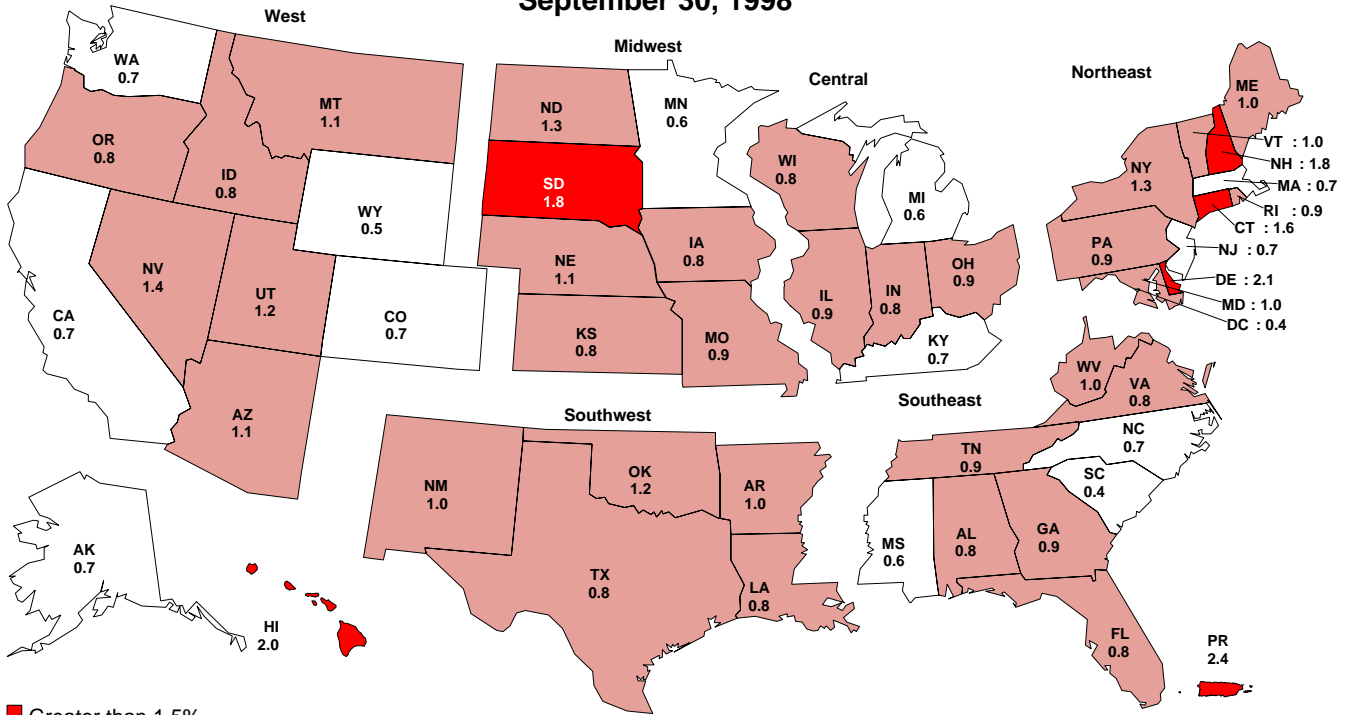 September 30, 1998
West
Midwest
Central
Northeast
WA
0.7
OR
0.8
MT
1.1
ID
0.8
WY
0.5
CA
0.7
NV
1.4
UT
1.2
CO
0.7
AZ
1.1
AK
0.7
HI
2.0
ND
1.3
MN
0.6
SD
1.8
NE
1.1
IA
0.8
KS
0.8
MO
0.9
WI
0.8
MI
0.6
IL
0.9
IN
0.8
OH
0.9
KY
0.7
ME
1.0
NY
1.3
PA
0.9
VT : 1.0
NH : 1.8
MA : 0.7
RI : 0.9
CT : 1.6
NJ : 0.7
DE : 2.1
MD : 1.0
DC : 0.4
Southwest
NM
1.0
OK
1.2
AR
1.0
TX
0.8
LA
0.8
Southeast
WV
1.0
VA
0.8
TN
0.9
NC
0.7
SC
0.4
MS
0.6
AL
0.8
GA
0.9
FL
0.8
PR
2.4
Greater than 1.5%